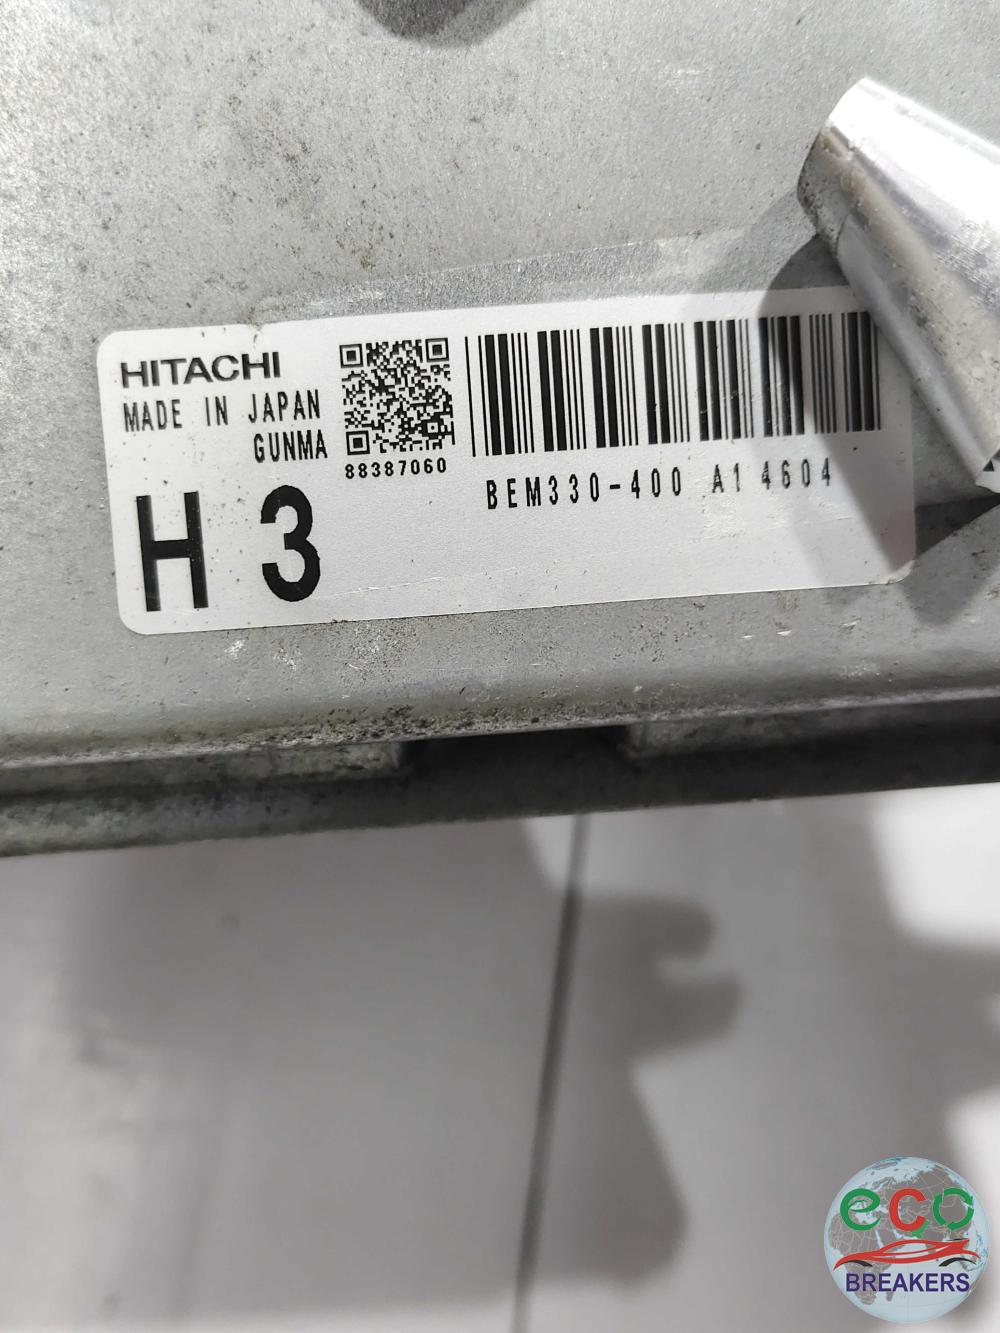 HITACHI
MADE IN JAPAN
GUNMA
88387060
BEM330-400 A1 4604
H 3
eco
BREAKERS